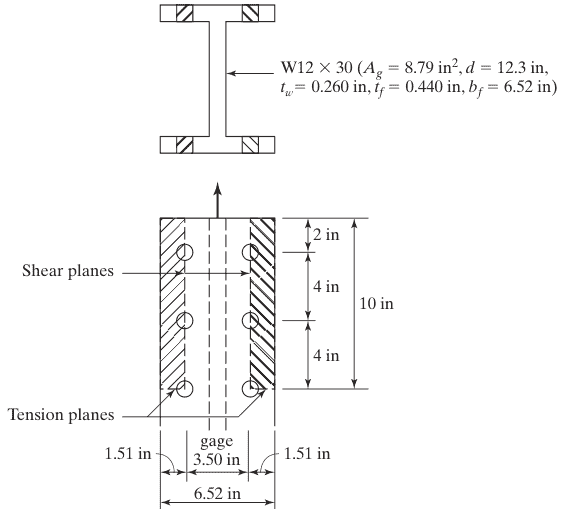 W12 × 30 (A_g = 8.79 in², d = 12.3 in,
t_w = 0.260 in, t_f = 0.440 in, b_f = 6.52 in)
2 in
Shear planes
4 in
10 in
4 in
Tension planes
gage
1.51 in
3.50 in
1.51 in
6.52 in